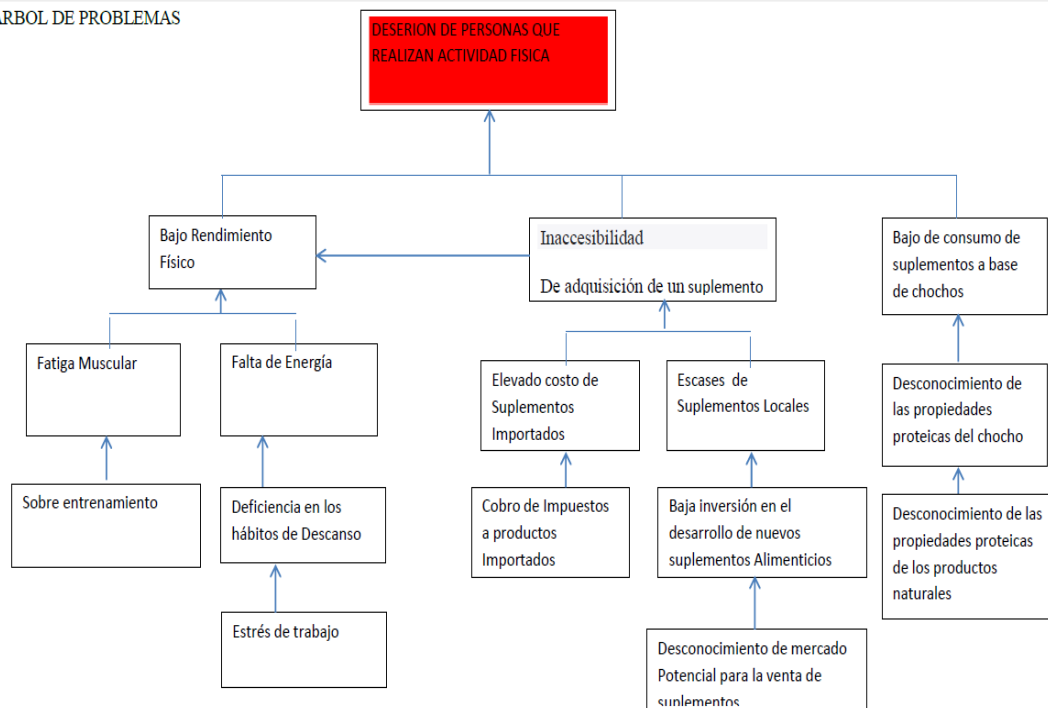 ARBOL DE PROBLEMAS
DESERION DE PERSONAS QUE
REALIZAN ACTIVIDAD FISICA
Bajo Rendimiento
Físico
Inaccesibilidad
De adquisición de un suplemento
Bajo de consumo de
suplementos a base
de chochos
Fatiga Muscular
Falta de Energía
Elevado costo de
Suplementos
Importados
Escases de
Suplementos Locales
Desconocimiento de
las propiedades
proteicas del chocho
Sobre entrenamiento
Deficiencia en los
hábitos de Descanso
Cobro de Impuestos
a productos
Importados
Baja inversión en el
desarrollo de nuevos
suplementos Alimenticios
Desconocimiento de las
propiedades proteicas
de los productos
naturales
Estrés de trabajo
Desconocimiento de mercado
Potencial para la venta de
suplementos